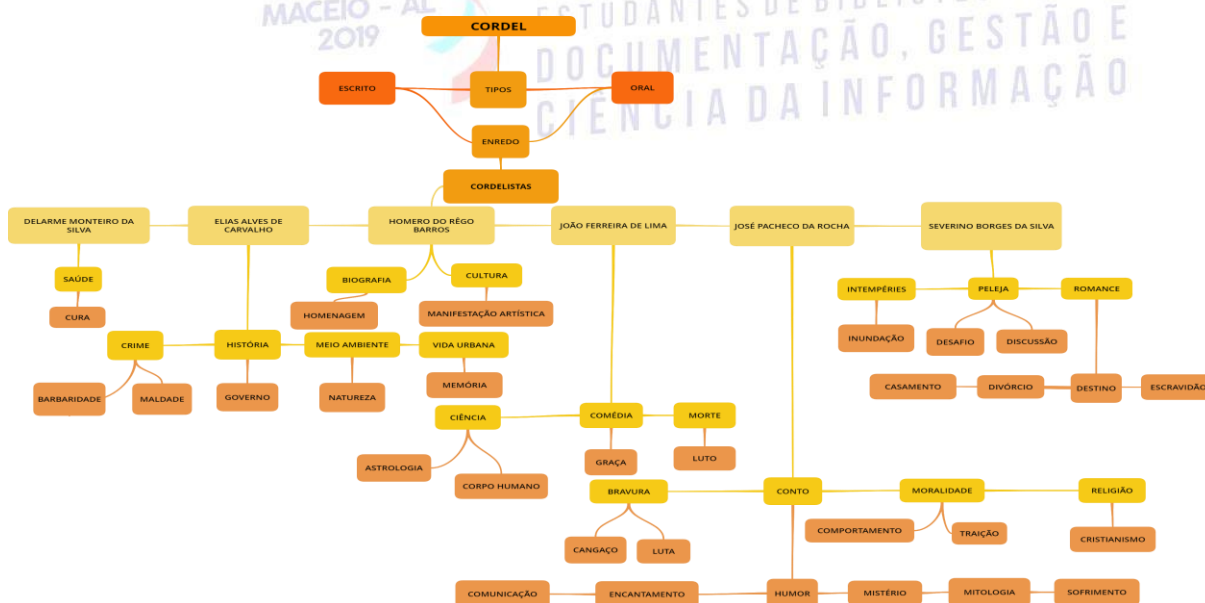 MACEIÓ - AL
2019
ESTUDANTES DE
DOCUMENTAÇÃO, GESTÃO E
CIÊNCIA DA INFORMAÇÃO
CORDEL
ESCRITO
TIPOS
ORAL
ENREDO
CORDELISTAS
DELARME MONTEIRO DA
SILVA
ELIAS ALVES DE
CARVALHO
HOMERO DO RÊGO
BARROS
JOÃO FERREIRA DE LIMA
JOSÉ PACHECO DA ROCHA
SEVERINO BORGES DA SILVA
SAÚDE
CURA
BIOGRAFIA
CULTURA
HOMENAGEM
MANIFESTAÇÃO ARTÍSTICA
INTEMPÉRIES
PELEJA
ROMANCE
INUNDAÇÃO
DESAFIO
DISCUSSÃO
CRIME
HISTÓRIA
MEIO AMBIENTE
VIDA URBANA
BARBARIDADE
MALDADE
GOVERNO
NATUREZA
MEMÓRIA
CASAMENTO
DIVÓRCIO
DESTINO
ESCRAVIDÃO
CIÊNCIA
COMÉDIA
MORTE
ASTROLOGIA
CORPO HUMANO
GRAÇA
LUTO
BRAVURA
CONTO
MORALIDADE
RELIGIÃO
CANGAÇO
LUTA
COMPORTAMENTO
TRAIÇÃO
CRISTIANISMO
COMUNICAÇÃO
ENCANTAMENTO
HUMOR
MISTÉRIO
MITOLOGIA
SOFRIMENTO